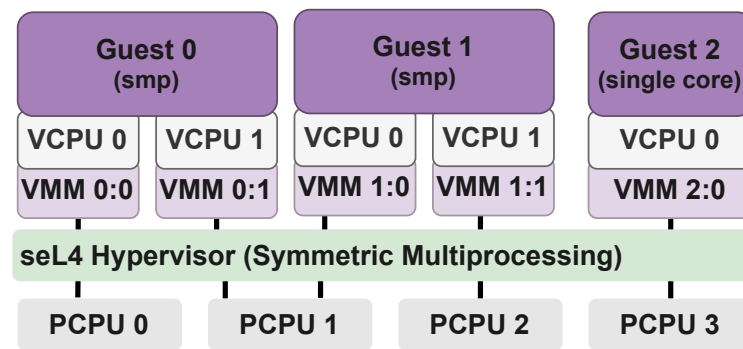 Guest 0
(smp)
Guest 1
(smp)
Guest 2
(single core)
VCPU 0
VCPU 1
VCPU 0
VCPU 1
VCPU 0
VMM 0:0
VMM 0:1
VMM 1:0
VMM 1:1
VMM 2:0
seL4 Hypervisor (Symmetric Multiprocessing)
PCPU 0
PCPU 1
PCPU 2
PCPU 3